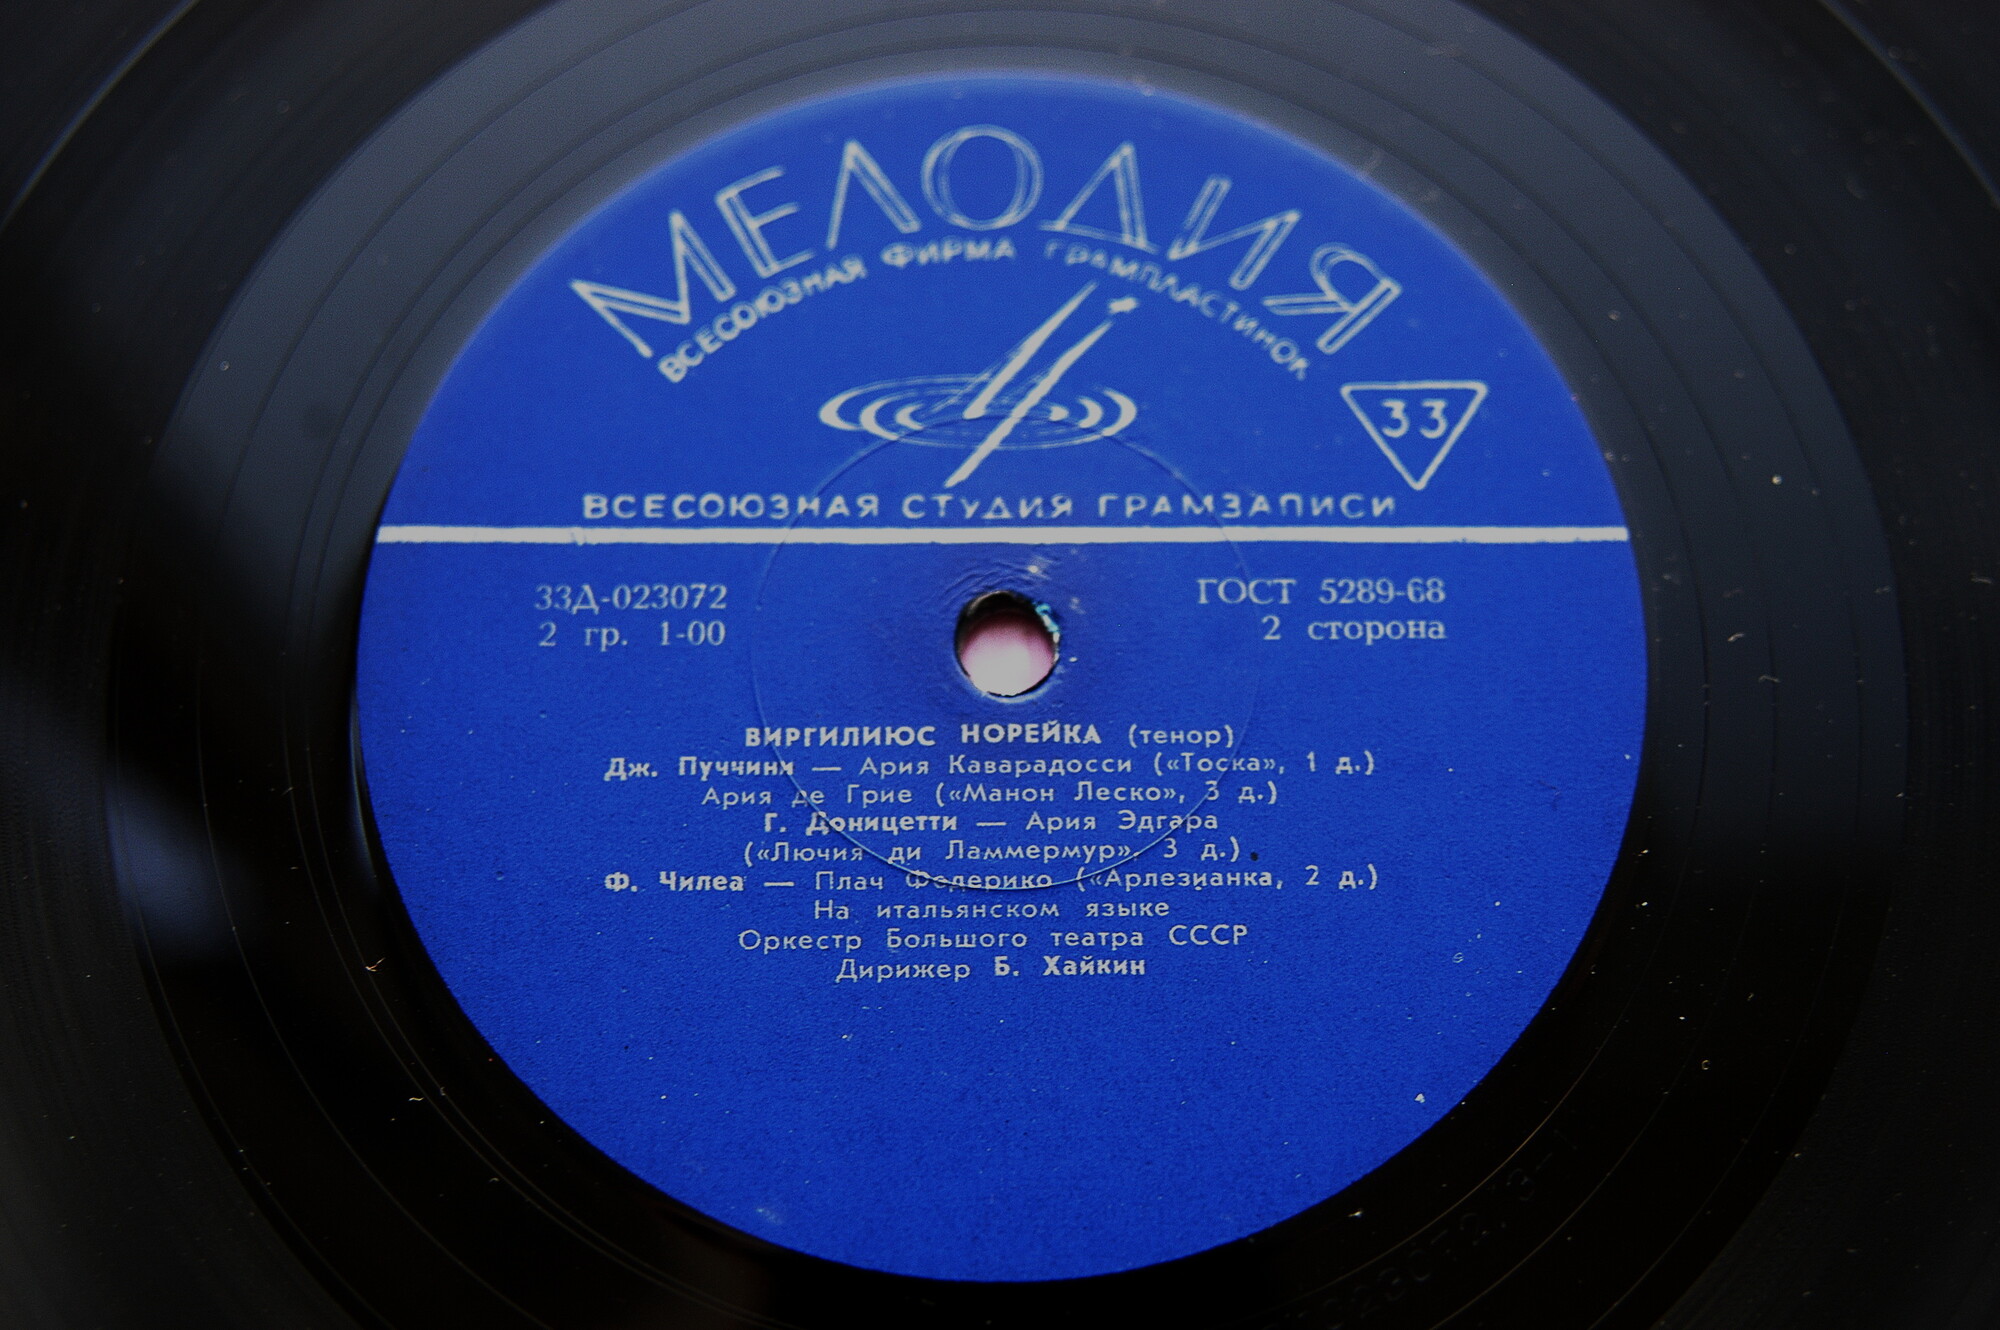 МЕЛОДИЯ
ВСЕСОЮЗНАЯ ФИРМА ГРАМПЛАСТИНОК
33
ВСЕСОЮЗНАЯ СТУДИЯ ГРАМЗАПИСИ
33Д-023072 ГОСТ 5289-68
2 гр. 1-00 2 сторона
ВИРГИЛИЮС НОРЕЙКА (тенор)
Дж. Пуччини — Ария Каварадосси («Тоска», 1 д.)
Ария де Грие («Манон Леско», 3 д.)
Г. Доницетти — Ария Эдгара
(«Лючия ди Ламмермур», 3 д.)
Ф. Чилеа — Плач Федерико («Арлезианка, 2 д.)
На итальянском языке
Оркестр Большого театра СССР
Дирижер Б. Хайкин